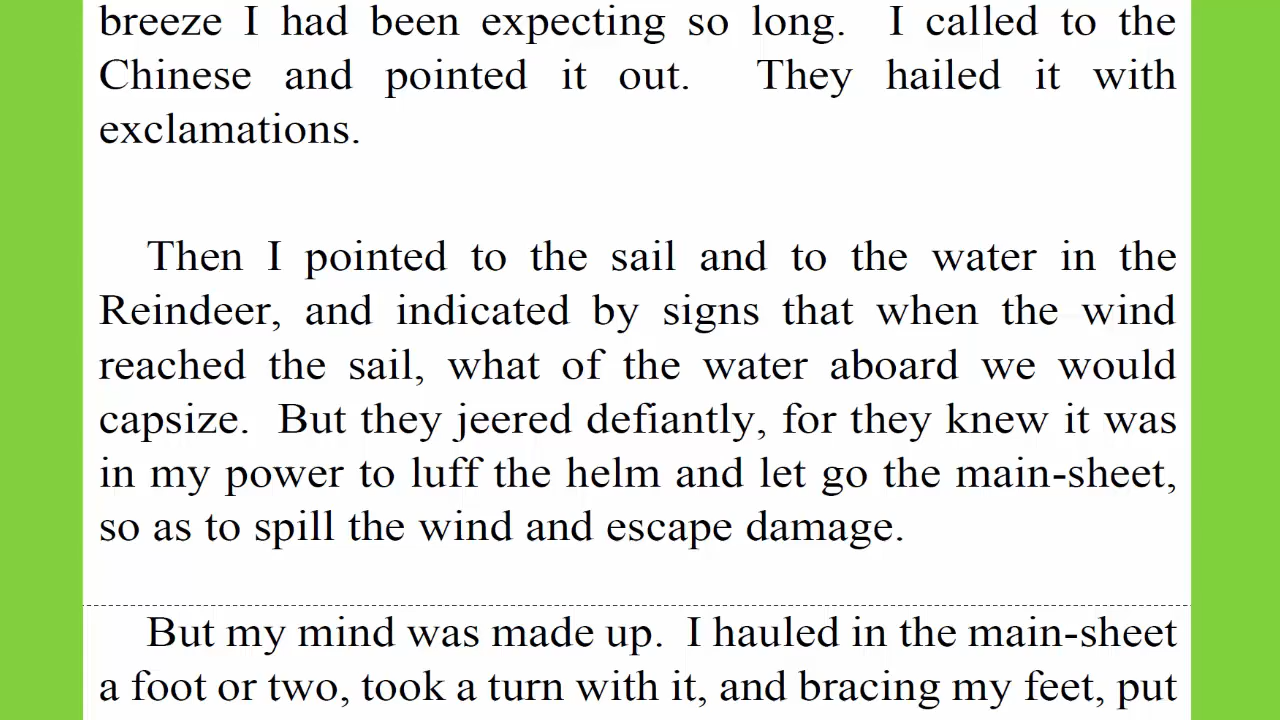 breeze I had been expecting so long.  I called to the
Chinese and pointed it out.  They hailed it with
exclamations.
Then I pointed to the sail and to the water in the
Reindeer, and indicated by signs that when the wind
reached the sail, what of the water aboard we would
capsize.  But they jeered defiantly, for they knew it was
in my power to luff the helm and let go the main-sheet,
so as to spill the wind and escape damage.
But my mind was made up.  I hauled in the main-sheet
a foot or two, took a turn with it, and bracing my feet, put